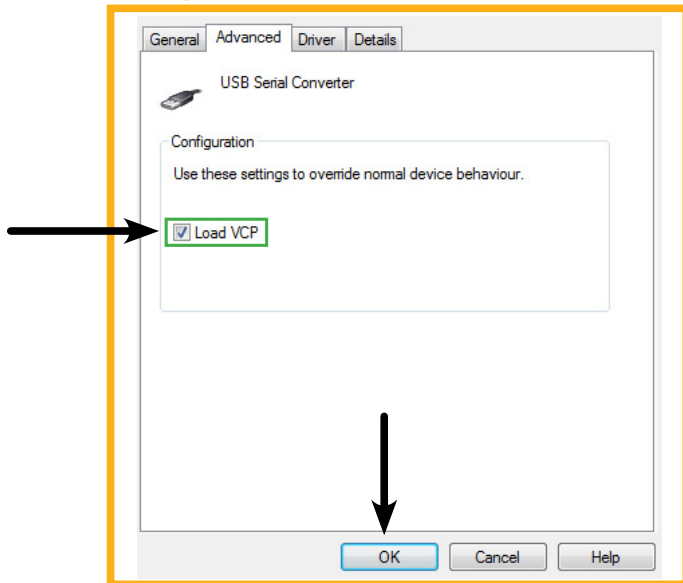 General Advanced Driver Details
USB Serial Converter
Configuration
Use these settings to override normal device behaviour.
Load VCP
OK Cancel Help